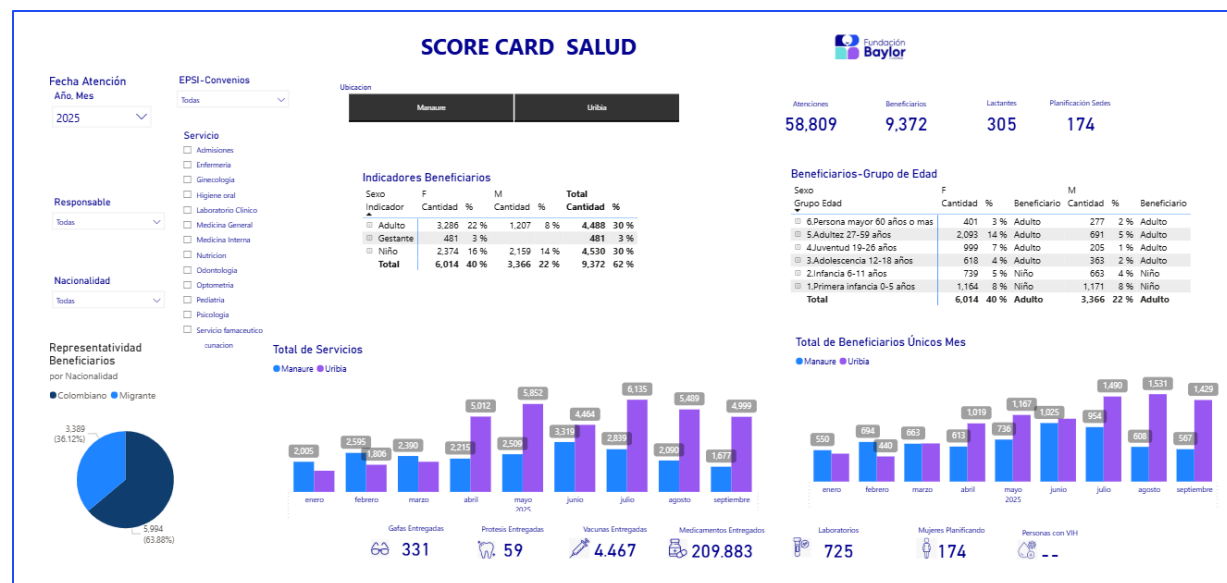 SCORE CARD SALUD
Fundación
Baylor
Fecha Atención
Año, Mes
2025
EPSI-Convenios
Todas
Ubicacion
Manaure
Uribia
Atenciones
58,809
Beneficiarios
9,372
Lactantes
305
Planificación Sedes
174
Servicio
Admisiones
Enfermeria
Ginecologia
Higiene oral
Laboratorio Clinico
Medicina General
Medicina Interna
Nutricion
Odontologia
Optometria
Pediatria
Psicologia
Servicio famaceutico
cunacion
Responsable
Todas
Nacionalidad
Todas
Indicadores Beneficiarios
Sexo F M Total
Indicador Cantidad % Cantidad % Cantidad %
Adulto 3,286 22 % 1,207 8 % 4,488 30 %
Gestante 481 3 % 481 3 %
Niño 2,374 16 % 2,159 14 % 4,530 30 %
Total 6,014 40 % 3,366 22 % 9,372 62 %
Beneficiarios-Grupo de Edad
Sexo F M
Grupo Edad Cantidad % Beneficiario Cantidad % Beneficiario
6.Persona mayor 60 años o mas 401 3 % Adulto 277 2 % Adulto
5.Adultez 27-59 años 2,093 14 % Adulto 691 5 % Adulto
4.Juventud 19-26 años 999 7 % Adulto 205 1 % Adulto
3.Adolescencia 12-18 años 618 4 % Adulto 363 2 % Adulto
2.Infancia 6-11 años 739 5 % Niño 663 4 % Niño
1.Primera infancia 0-5 años 1,164 8 % Niño 1,171 8 % Niño
Total 6,014 40 % Adulto 3,366 22 % Adulto
Representatividad
Beneficiarios
por Nacionalidad
Colombiano Migrante
3,389
(36.12%)
5,994
(63.88%)
Total de Servicios
Manaure Uribia
2,005
2,595
1,806
2,390
2,215
5,012
2,509
5,852
3,319
4,464
2,839
6,135
2,090
5,489
1,677
4,999
enero febrero marzo abril mayo junio julio agosto septiembre
2025
Total de Beneficiarios Únicos Mes
Manaure Uribia
550
694
440
663
613
1,019
736
1,167
1,025
954
1,490
608
1,531
567
1,429
enero febrero marzo abril mayo junio julio agosto septiembre
2025
Gafas Entregadas
331
Protesis Entregadas
59
Vacunas Entregadas
4.467
Medicamentos Entregados
209.883
Laboratorios
725
Mujeres Planificando
174
Personas con VIH
--